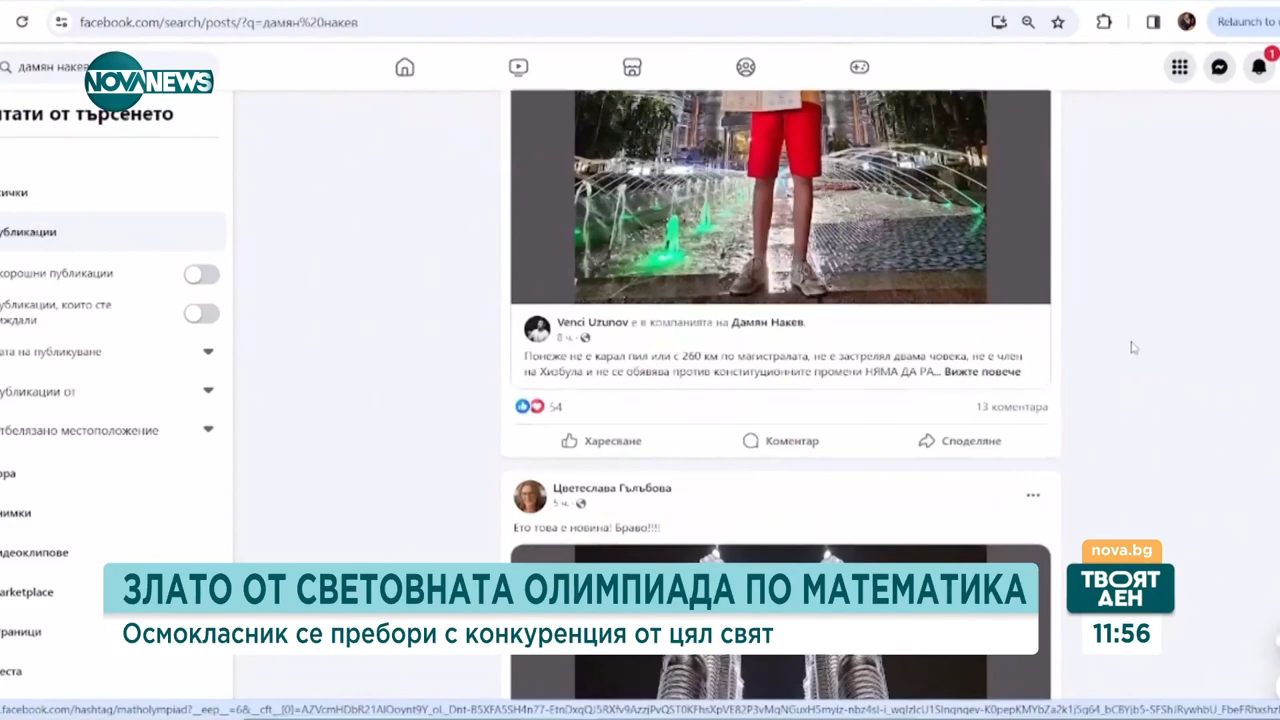 facebook.com/search/posts/?q=дамян%20накев
Relaunch to
дамян накев
NOVANEWS
1
тати от търсенето
сички
убликации
корошни публикации
убликации, които сте
иждали
ата на публикуване
убликации от
тбелязано местоположение
ора
нимки
идеоклипове
arketplace
раници
еста
Venci Uzunov е в компанията на Дамян Накев.
8 ч.
Понеже не е карал пил или с 260 км по магистралата, не е застрелял двама човека, не е член
на Хизбула и не се обявява против конституционните промени НЯМА ДА РА... Вижте повече
54
13 коментара
Харесване
Коментар
Споделяне
Цветеслава Гълъбова
5 ч.
Ето това е новина! Браво!!!!
ЗЛАТО ОТ СВЕТОВНАТА ОЛИМПИАДА ПО МАТЕМАТИКА
Осмокласник се пребори с конкуренция от цял свят
nova.bg
ТВОЯТ
ДЕН
11:56